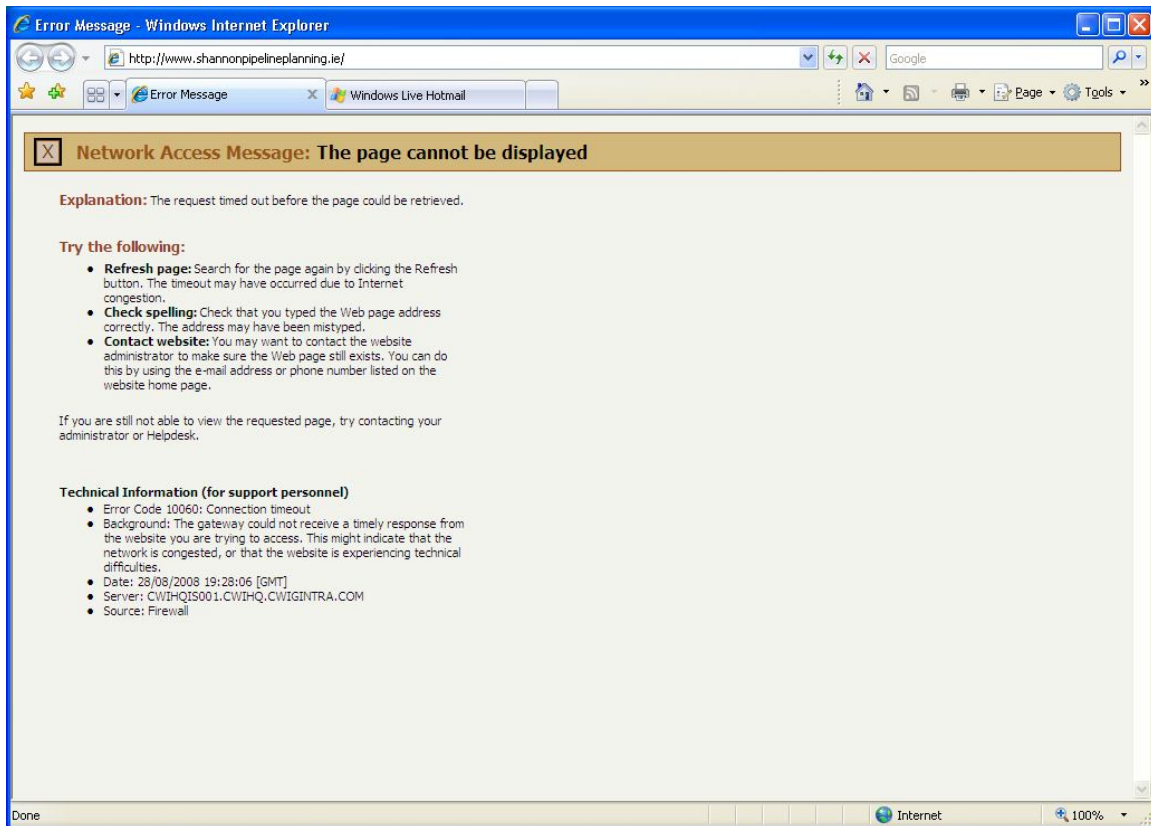 Error Message - Windows Internet Explorer
http://www.shannonpipelineplanning.ie/
Google
Error Message
Windows Live Hotmail
Page
Tools
»
X
Network Access Message: The page cannot be displayed
Explanation: The request timed out before the page could be retrieved.
Try the following:
• Refresh page: Search for the page again by clicking the Refresh
button. The timeout may have occurred due to Internet
congestion.
• Check spelling: Check that you typed the Web page address
correctly. The address may have been mistyped.
• Contact website: You may want to contact the website
administrator to make sure the Web page still exists. You can do
this by using the e-mail address or phone number listed on the
website home page.
If you are still not able to view the requested page, try contacting your
administrator or Helpdesk.
Technical Information (for support personnel)
• Error Code 10060: Connection timeout
• Background: The gateway could not receive a timely response from
the website you are trying to access. This might indicate that the
network is congested, or that the website is experiencing technical
difficulties.
• Date: 28/08/2008 19:28:06 [GMT]
• Server: CWIHQIS001.CWIHQ.CWIGINTRA.COM
• Source: Firewall
Done
Internet
100%